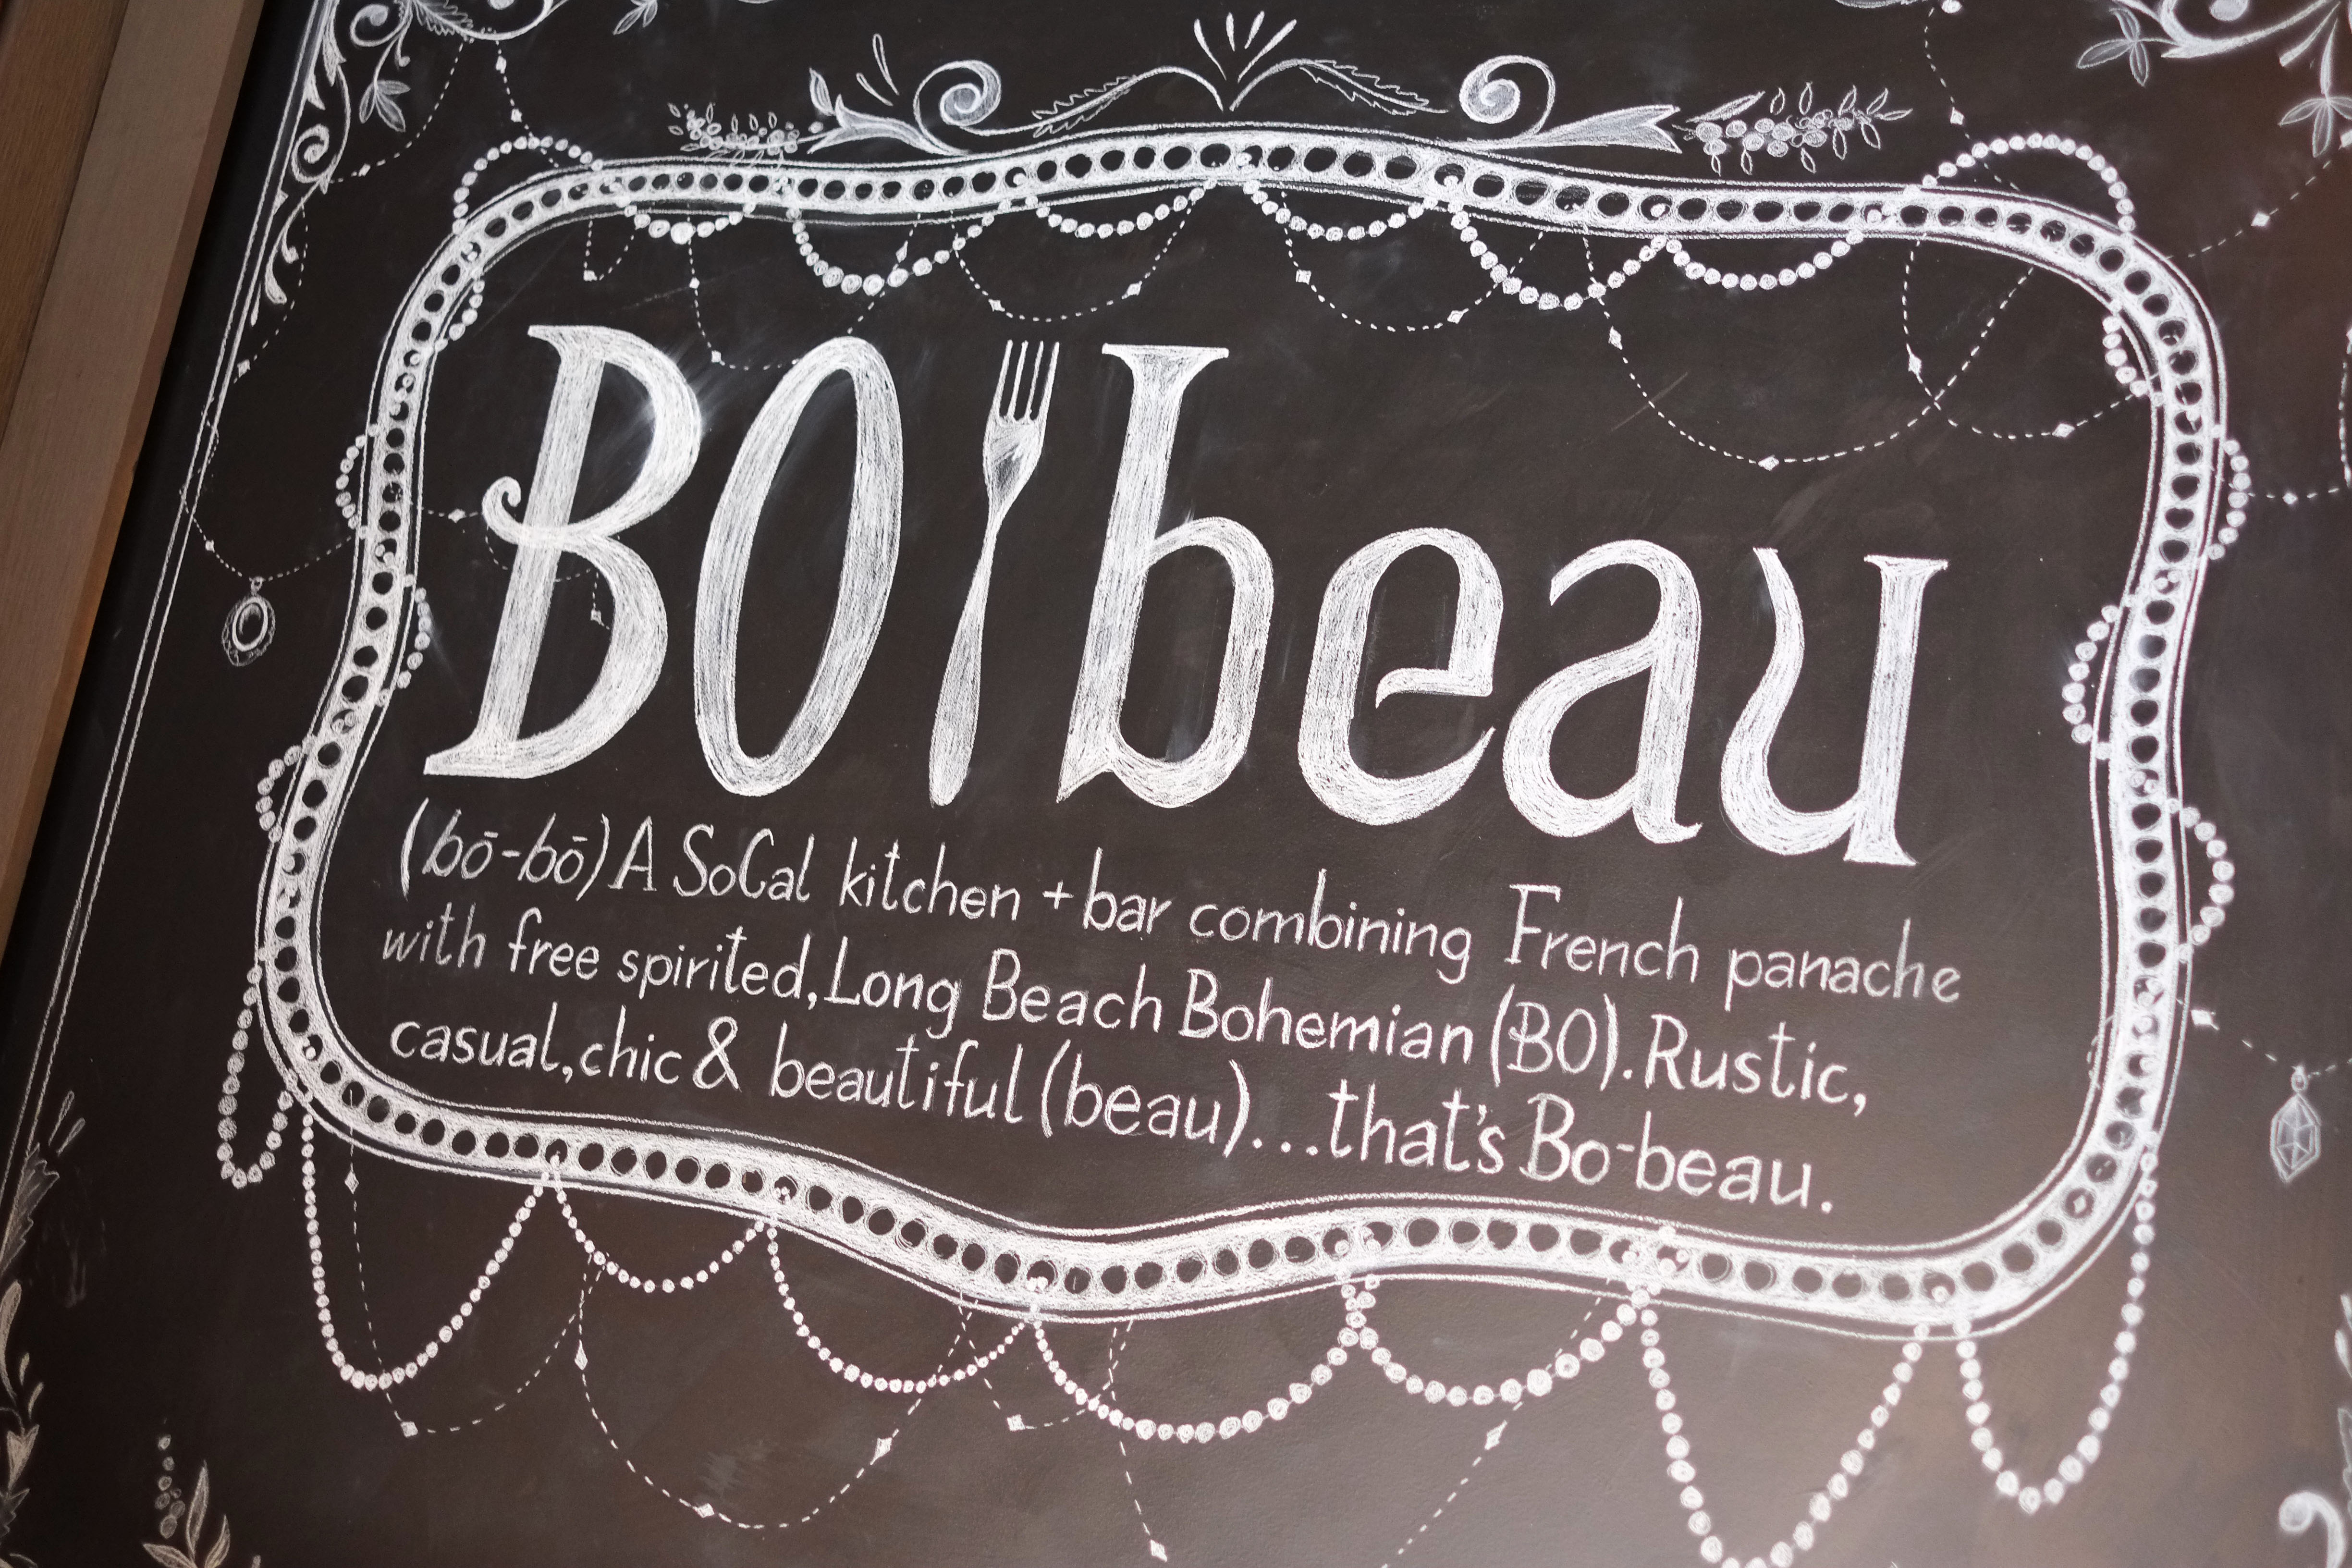 BO beau
(bō-bō) A SoCal kitchen + bar combining French panache
with free spirited, Long Beach Bohemian (BO). Rustic,
casual, chic & beautiful (beau)...that's Bo-beau.